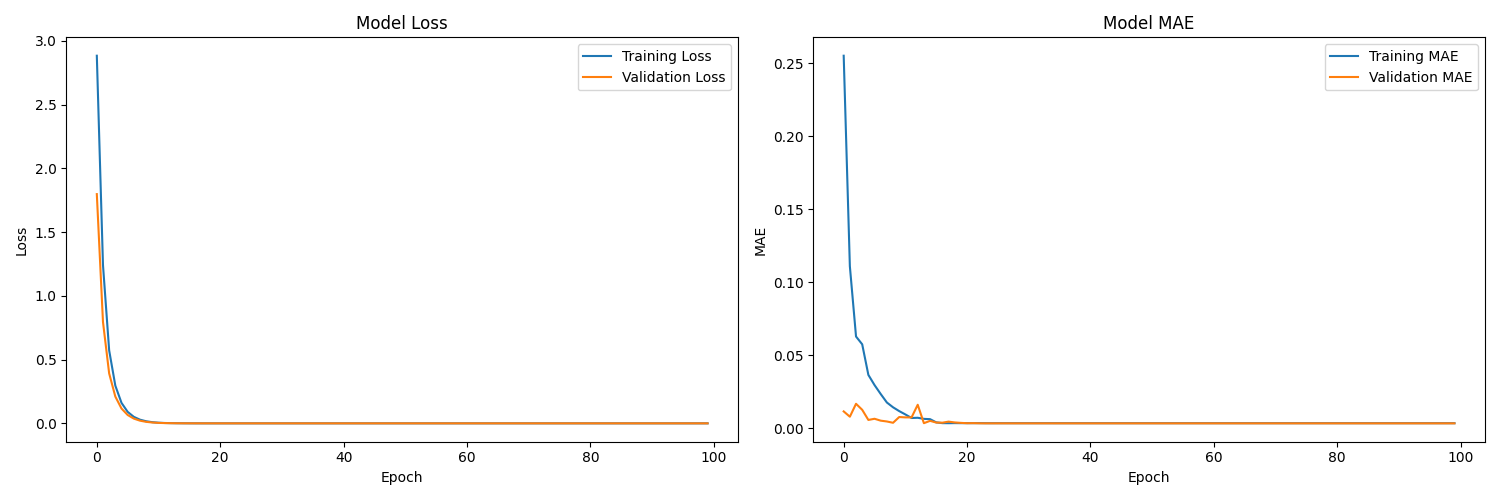 Model Loss
3.0
2.5
2.0
1.5
1.0
0.5
0.0
Loss
0 20 40 60 80 100
Epoch
Training Loss
Validation Loss
Model MAE
0.25
0.20
0.15
0.10
0.05
0.00
MAE
0 20 40 60 80 100
Epoch
Training MAE
Validation MAE